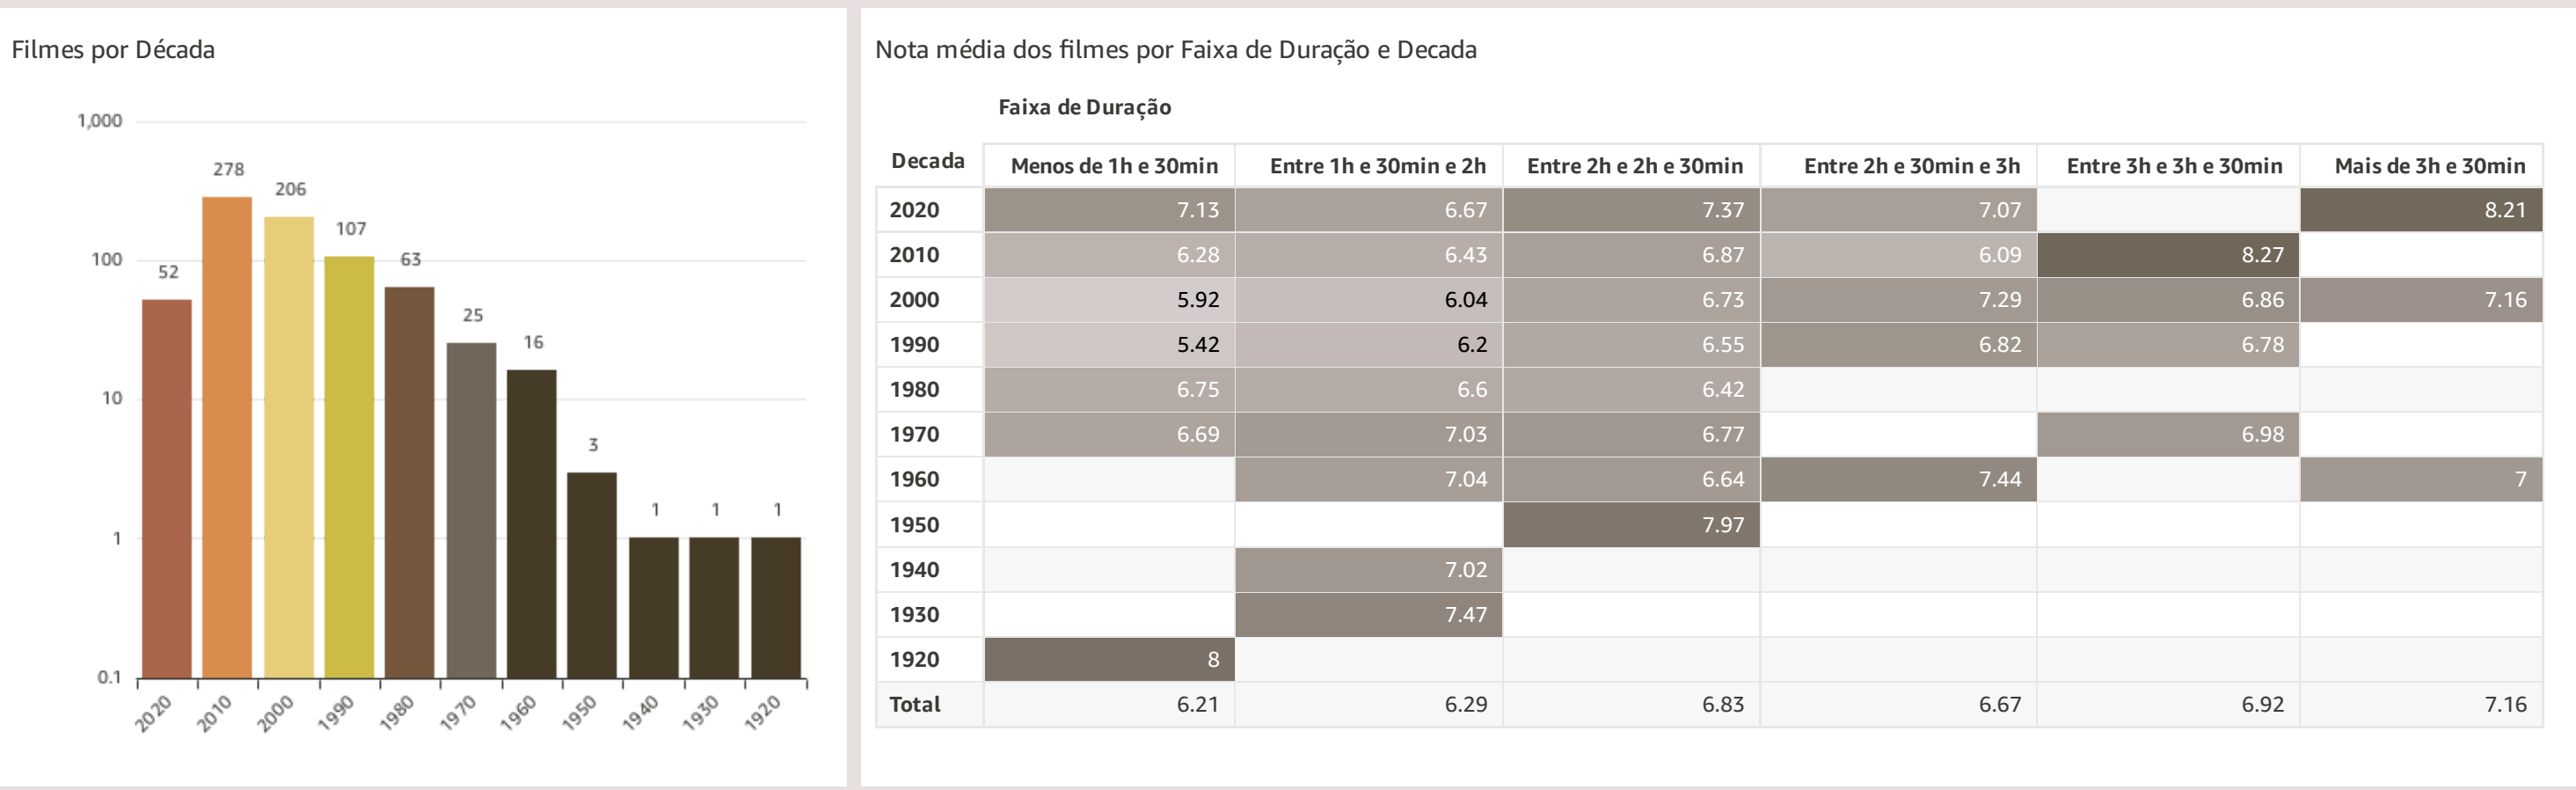 Filmes por Década
1,000
100
10
1
0.1
52
278
206
107
63
25
16
3
1
1
1
2020
2010
2000
1990
1980
1970
1960
1950
1940
1930
1920
Nota média dos filmes por Faixa de Duração e Decada
Faixa de Duração
Decada Menos de 1h e 30min Entre 1h e 30min e 2h Entre 2h e 2h e 30min Entre 2h e 30min e 3h Entre 3h e 3h e 30min Mais de 3h e 30min
2020 7.13 6.67 7.37 7.07 8.21
2010 6.28 6.43 6.87 6.09 8.27
2000 5.92 6.04 6.73 7.29 6.86 7.16
1990 5.42 6.2 6.55 6.82 6.78
1980 6.75 6.6 6.42
1970 6.69 7.03 6.77 6.98
1960 7.04 6.64 7.44 7
1950 7.97
1940 7.02
1930 7.47
1920 8
Total 6.21 6.29 6.83 6.67 6.92 7.16